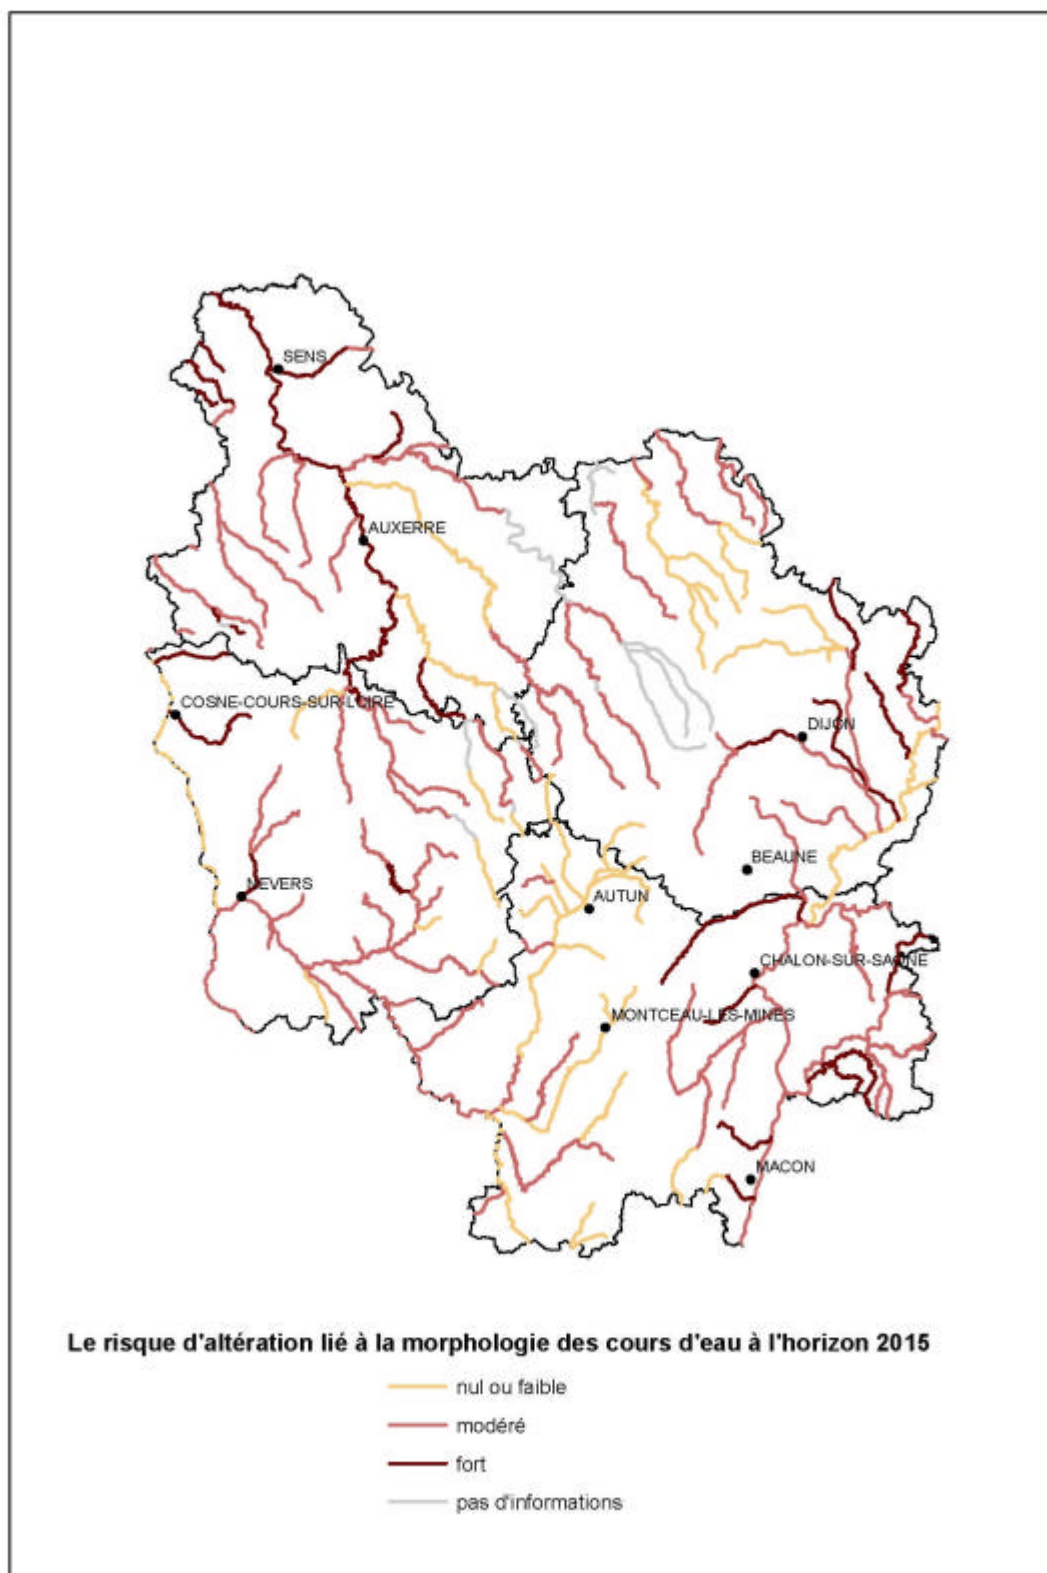 SENS
AUXERRE
COSNE-COURS-SUR-LOIRE
DIJON
BEAUNE
NEVERS
AUTUN
CHALON-SUR-SAONE
MONTCEAU-LES-MINES
MACON
Le risque d'altération lié à la morphologie des cours d'eau à l'horizon 2015
nul ou faible
modéré
fort
pas d'informations